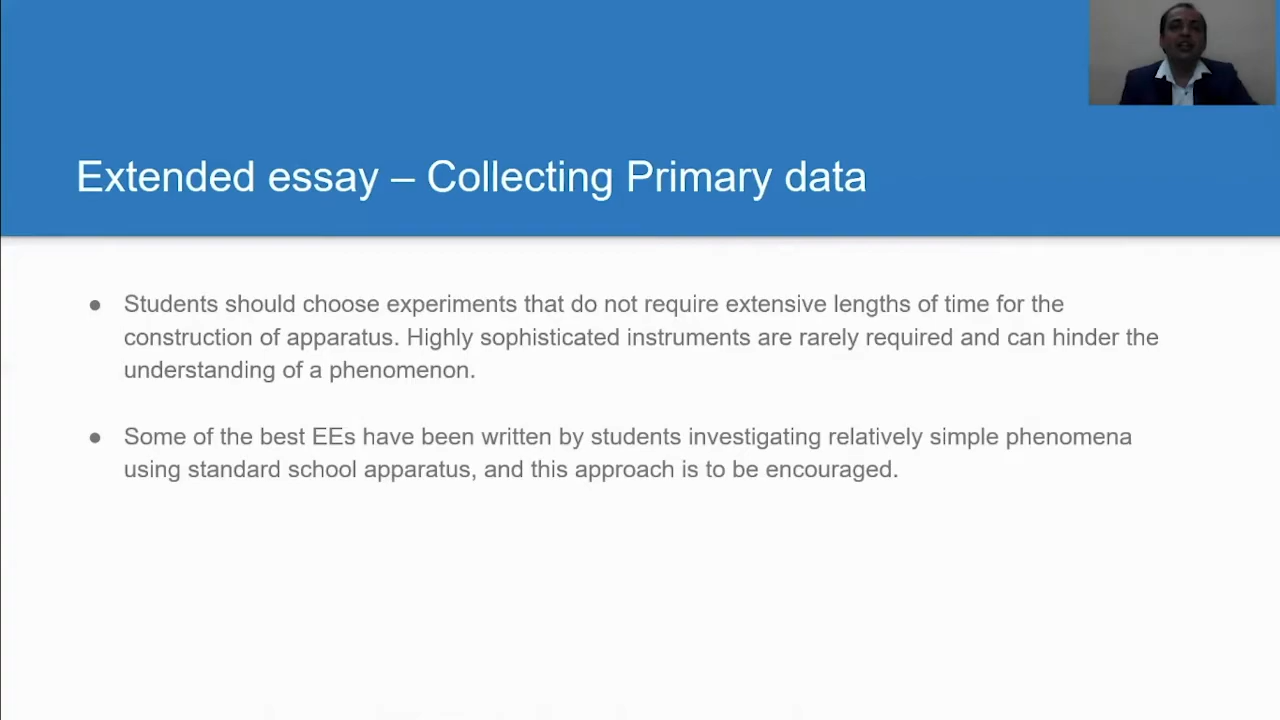 Extended essay – Collecting Primary data
● Students should choose experiments that do not require extensive lengths of time for the
construction of apparatus. Highly sophisticated instruments are rarely required and can hinder the
understanding of a phenomenon.
● Some of the best EEs have been written by students investigating relatively simple phenomena
using standard school apparatus, and this approach is to be encouraged.